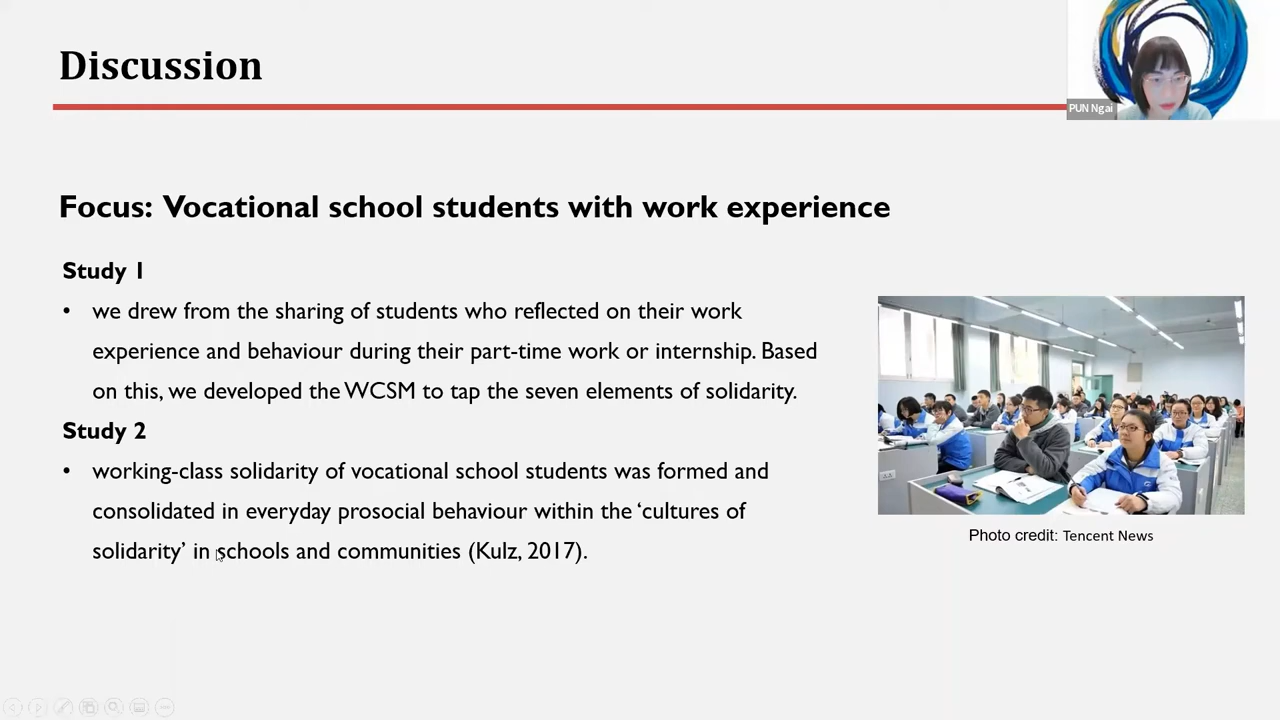 Discussion
PUN Ngai
Focus: Vocational school students with work experience
Study 1
• we drew from the sharing of students who reflected on their work
experience and behaviour during their part-time work or internship. Based
on this, we developed the WCSM to tap the seven elements of solidarity.
Study 2
• working-class solidarity of vocational school students was formed and
consolidated in everyday prosocial behaviour within the ‘cultures of
solidarity’ in schools and communities (Kulz, 2017).
Photo credit: Tencent News